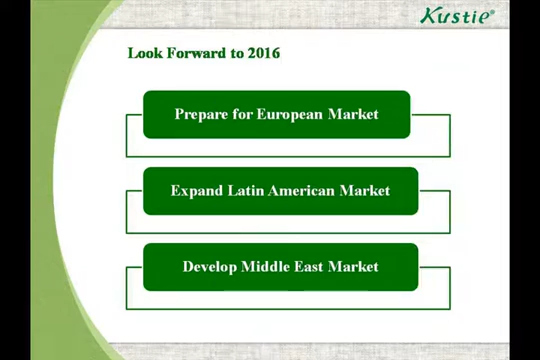 Kustie®
Look Forward to 2016
Prepare for European Market
Expand Latin American Market
Develop Middle East Market